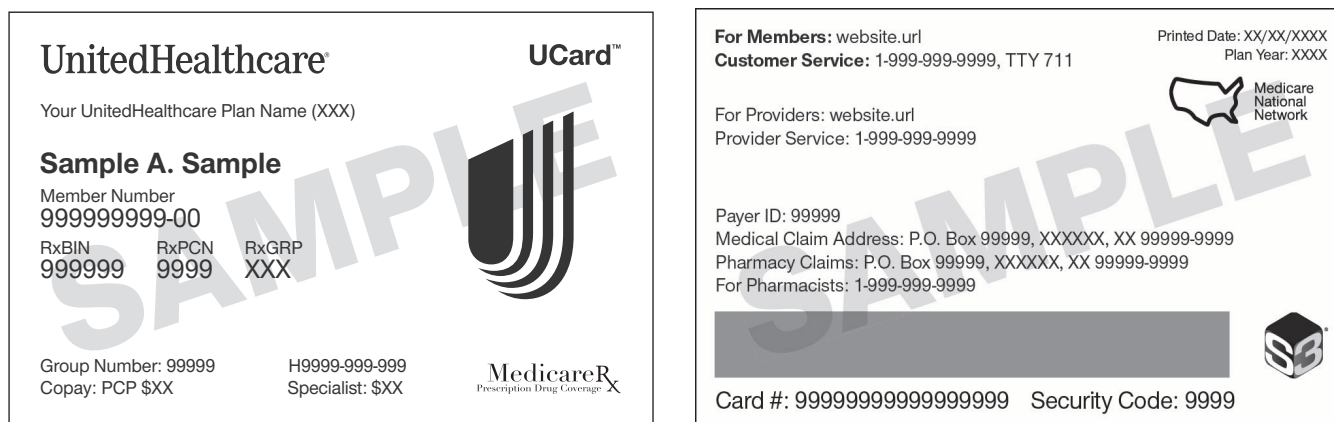 UnitedHealthcare®
UCard™
Your UnitedHealthcare Plan Name (XXX)
Sample A. Sample
Member Number
999999999-00
RxBIN RxPCN RxGRP
999999 9999 XXX
Group Number: 99999 H9999-999-999
Copay: PCP $XX Specialist: $XX
MedicareRx
Prescription Drug Coverage
SAMPLE
For Members: website.url
Customer Service: 1-999-999-9999, TTY 711
Printed Date: XX/XX/XXXX
Plan Year: XXXX
Medicare
National
Network
For Providers: website.url
Provider Service: 1-999-999-9999
Payer ID: 99999
Medical Claim Address: P.O. Box 99999, XXXXXX, XX 99999-9999
Pharmacy Claims: P.O. Box 99999, XXXXXX, XX 99999-9999
For Pharmacists: 1-999-999-9999
S3®
Card #: 99999999999999999 Security Code: 9999
SAMPLE